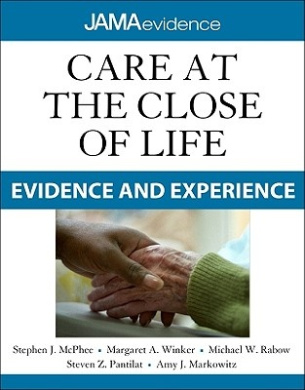 JAMAevidence
CARE AT
THE CLOSE
OF LIFE
EVIDENCE AND EXPERIENCE
Stephen J. McPhee • Margaret A. Winker • Michael W. Rabow
Steven Z. Pantilat • Amy J. Markowitz